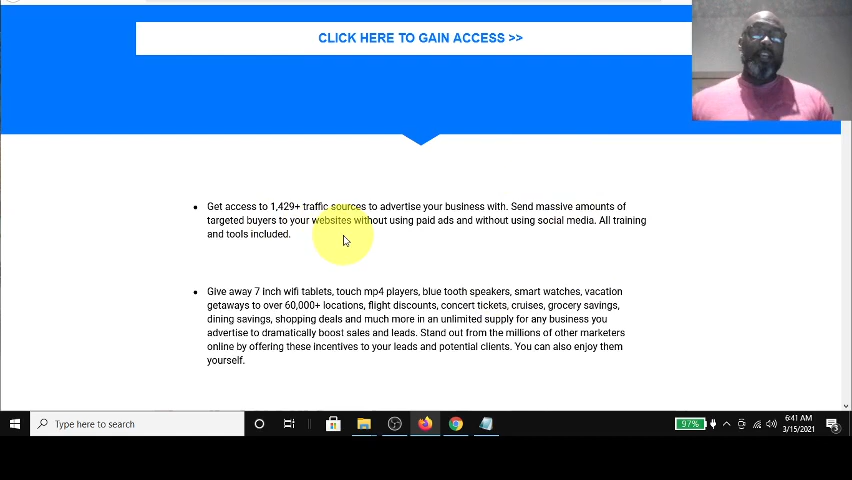 CLICK HERE TO GAIN ACCESS >>
Get access to 1,429+ traffic sources to advertise your business with. Send massive amounts of
targeted buyers to your websites without using paid ads and without using social media. All training
and tools included.
Give away 7 inch wifi tablets, touch mp4 players, blue tooth speakers, smart watches, vacation
getaways to over 60,000+ locations, flight discounts, concert tickets, cruises, grocery savings,
dining savings, shopping deals and much more in an unlimited supply for any business you
advertise to dramatically boost sales and leads. Stand out from the millions of other marketers
online by offering these incentives to your leads and potential clients. You can also enjoy them
yourself.
Type here to search
97%
6:41 AM
3/15/2021
3